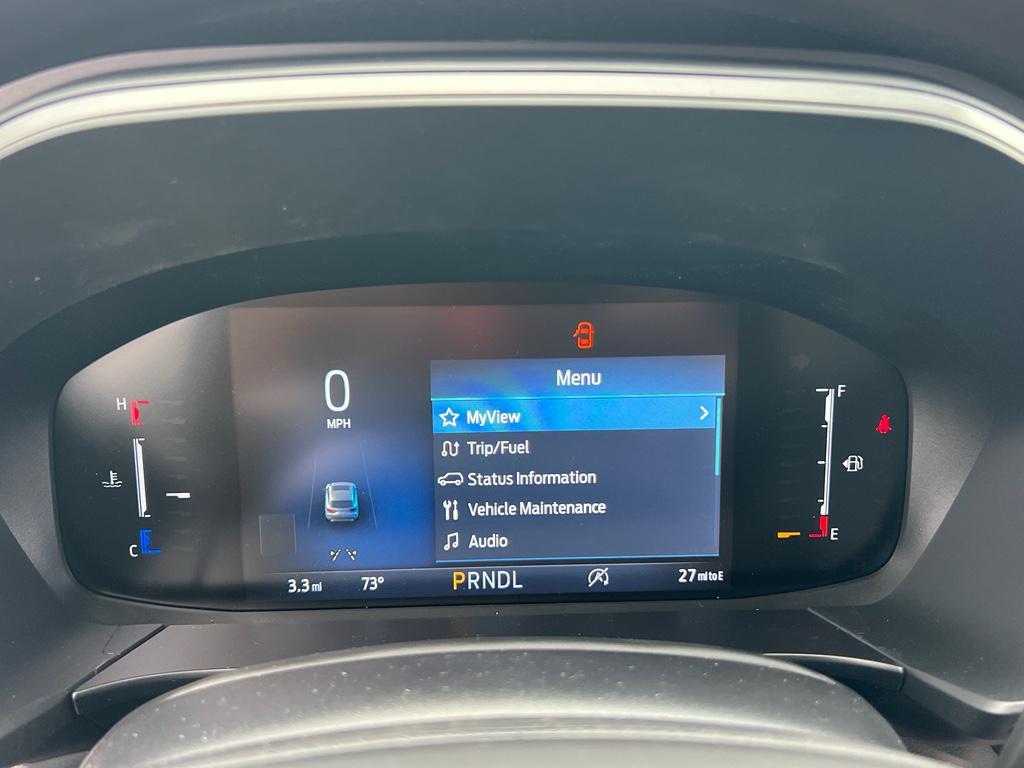 H
C
0
MPH
Menu
MyView
Trip/Fuel
Status Information
Vehicle Maintenance
Audio
3.3 mi 73° PRNDL 27 mi to E
F
E